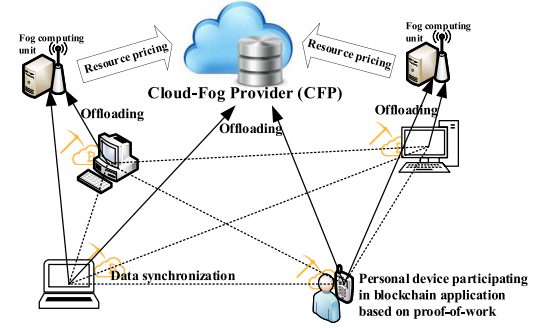 Fog computing
unit
Resource pricing
Resource pricing
Fog computing
unit
Cloud-Fog Provider (CFP)
Offloading
Offloading
Offloading
Data synchronization
Personal device participating
in blockchain application
based on proof-of-work